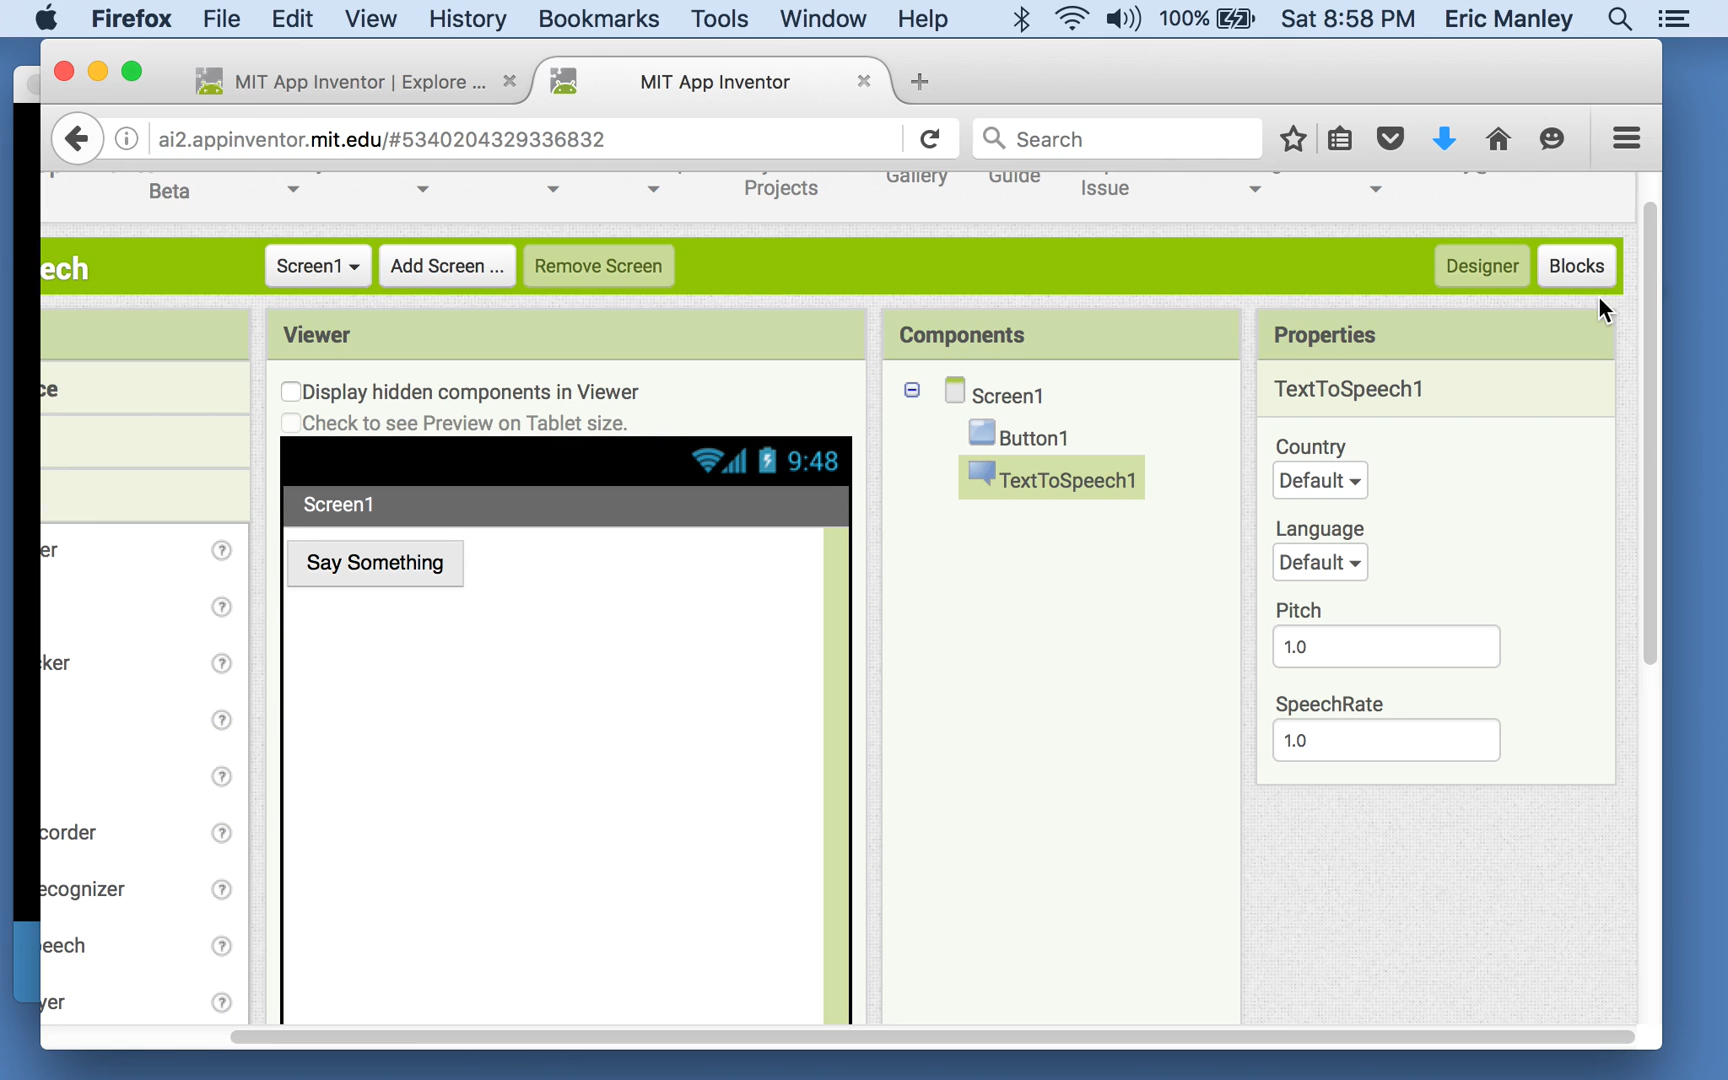 Firefox File Edit View History Bookmarks Tools Window Help 100% Sat 8:58 PM Eric Manley
MIT App Inventor | Explore ... MIT App Inventor
ai2.appinventor.mit.edu/#5340204329336832 Search
Beta Projects Gallery Guide Issue
ech Screen1 Add Screen ... Remove Screen Designer Blocks
Viewer Components Properties
ce Display hidden components in Viewer Screen1 TextToSpeech1
Check to see Preview on Tablet size. Button1 Country
9:48 TextToSpeech1 Default
Screen1 Language
er Say Something Default
Pitch
ker 1.0
SpeechRate
1.0
corder
ecognizer
eech
yer